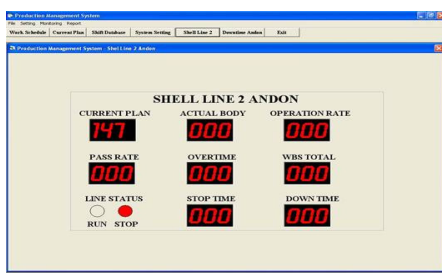 Production Management System
File Setting Monitoring Report
Work Schedule Current Plan Shift Database System Setting Shell Line 2 Downtime Andon Exit
Production Management System - Shell Line 2 Andon
SHELL LINE 2 ANDON
CURRENT PLAN ACTUAL BODY OPERATION RATE
147 000 000
PASS RATE OVERTIME WBS TOTAL
000 000 000
LINE STATUS STOP TIME DOWN TIME
000 000
RUN STOP